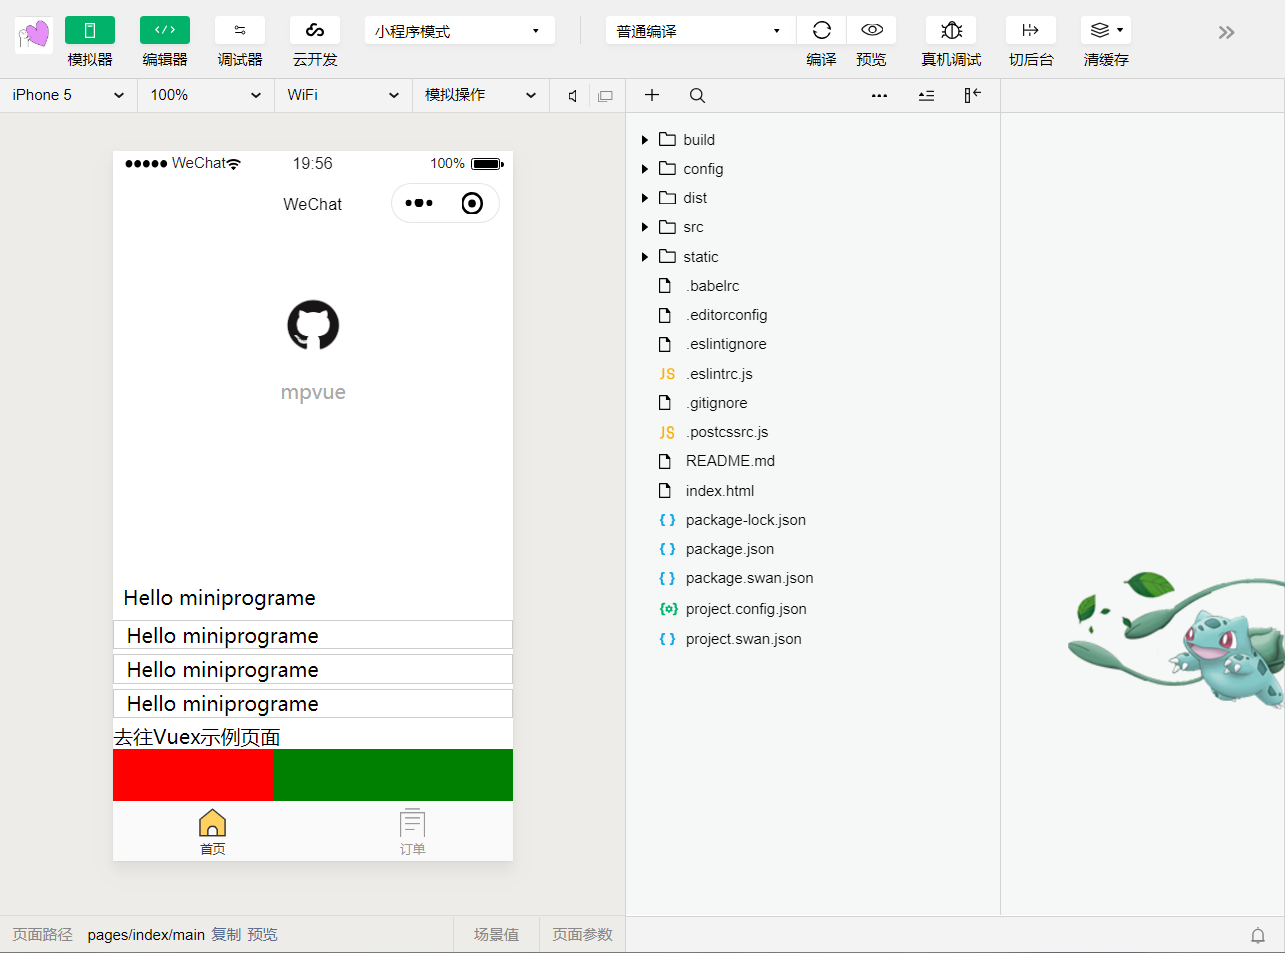 模拟器 编辑器 调试器 云开发 小程序模式 普通编译 编译 预览 真机调试 切后台 清缓存
iPhone 5 100% WiFi 模拟操作
WeChat 19:56 100%
WeChat
mpvue
Hello miniprograme
Hello miniprograme
Hello miniprograme
Hello miniprograme
去往Vuex示例页面
首页 订单
页面路径 pages/index/main 复制 预览 场景值 页面参数
build
config
dist
src
static
.babelrc
.editorconfig
.eslintignore
JS .eslintrc.js
.gitignore
JS .postcssrc.js
README.md
index.html
{ } package-lock.json
{ } package.json
{ } package.swan.json
project.config.json
{ } project.swan.json